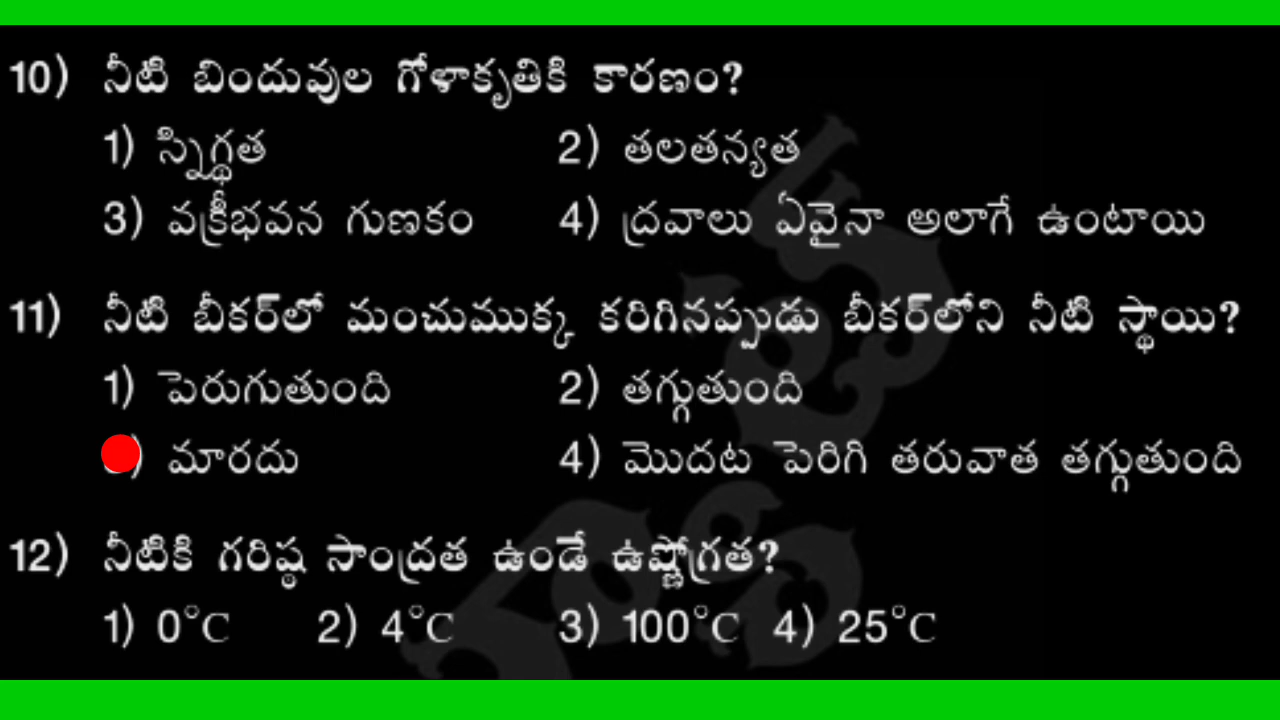 10) నీటి బిందువుల గోళాకృతికి కారణం?
1) స్నిగ్ధత 2) తలతన్యత
3) వక్రీభవన గుణకం 4) ద్రవాలు ఏవైనా అలాగే ఉంటాయి
11) నీటి బీకర్‌లో మంచుముక్క కరిగినప్పుడు బీకర్‌లోని నీటి స్థాయి?
1) పెరుగుతుంది 2) తగ్గుతుంది
) మారదు 4) మొదట పెరిగి తరువాత తగ్గుతుంది
12) నీటికి గరిష్ఠ సాంద్రత ఉండే ఉష్ణోగ్రత?
1) 0°C 2) 4°C 3) 100°C 4) 25°C